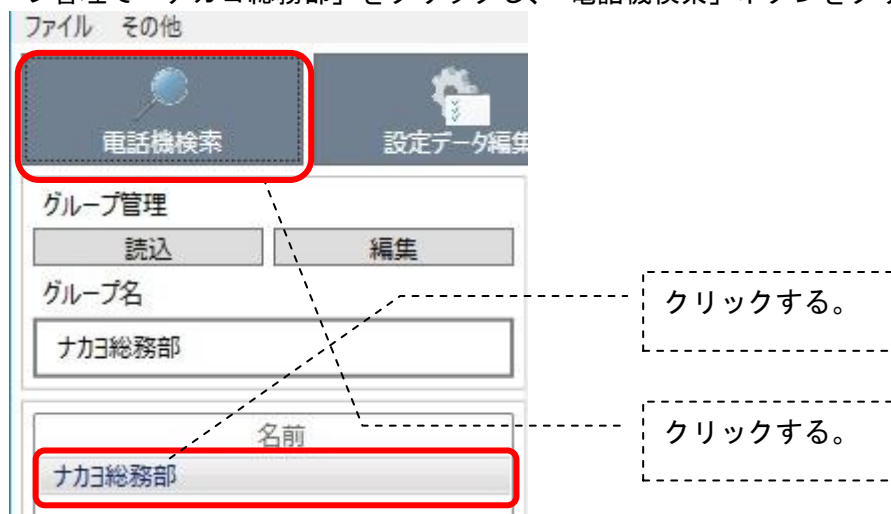 ファイル その他
電話機検索
設定データ編集
グループ管理
読込
編集
グループ名
クリックする。
ナカヨ総務部
クリックする。
名前
ナカヨ総務部